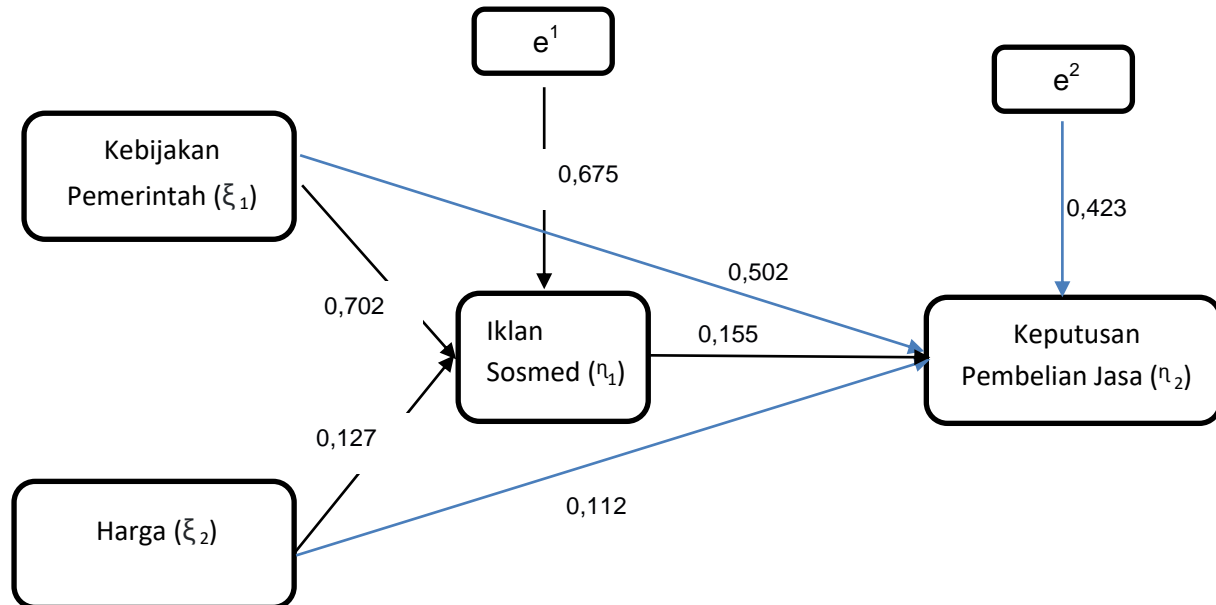 e¹
e²
Kebijakan
Pemerintah (ξ₁)
0,675
0,423
0,502
0,702
Iklan
Sosmed (η₁)
0,155
Keputusan
Pembelian Jasa (η₂)
0,127
0,112
Harga (ξ₂)